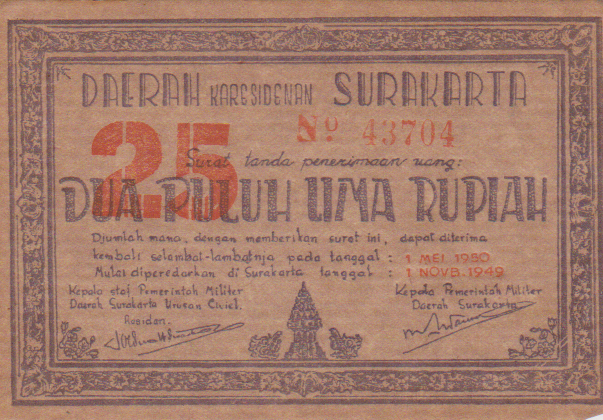 DAERAH KARESIDENAN SURAKARTA
25
Nº 43704
Surat tanda penerimaan uang:
DUA PULUH LIMA RUPIAH
Djumlah mana, dengan memberikan surat ini, dapat diterima
kembali selambat-lambatnja pada tanggal : 1 MEI 1950
Mulai diperedarkan di Surakarta tanggal : 1 NOVB. 1949
Kepala staf Pemerintah Militer
Daerah Surakarta Urusan Civiel.
Residen.
Kepala Pemerintah Militer
Daerah Surakarta